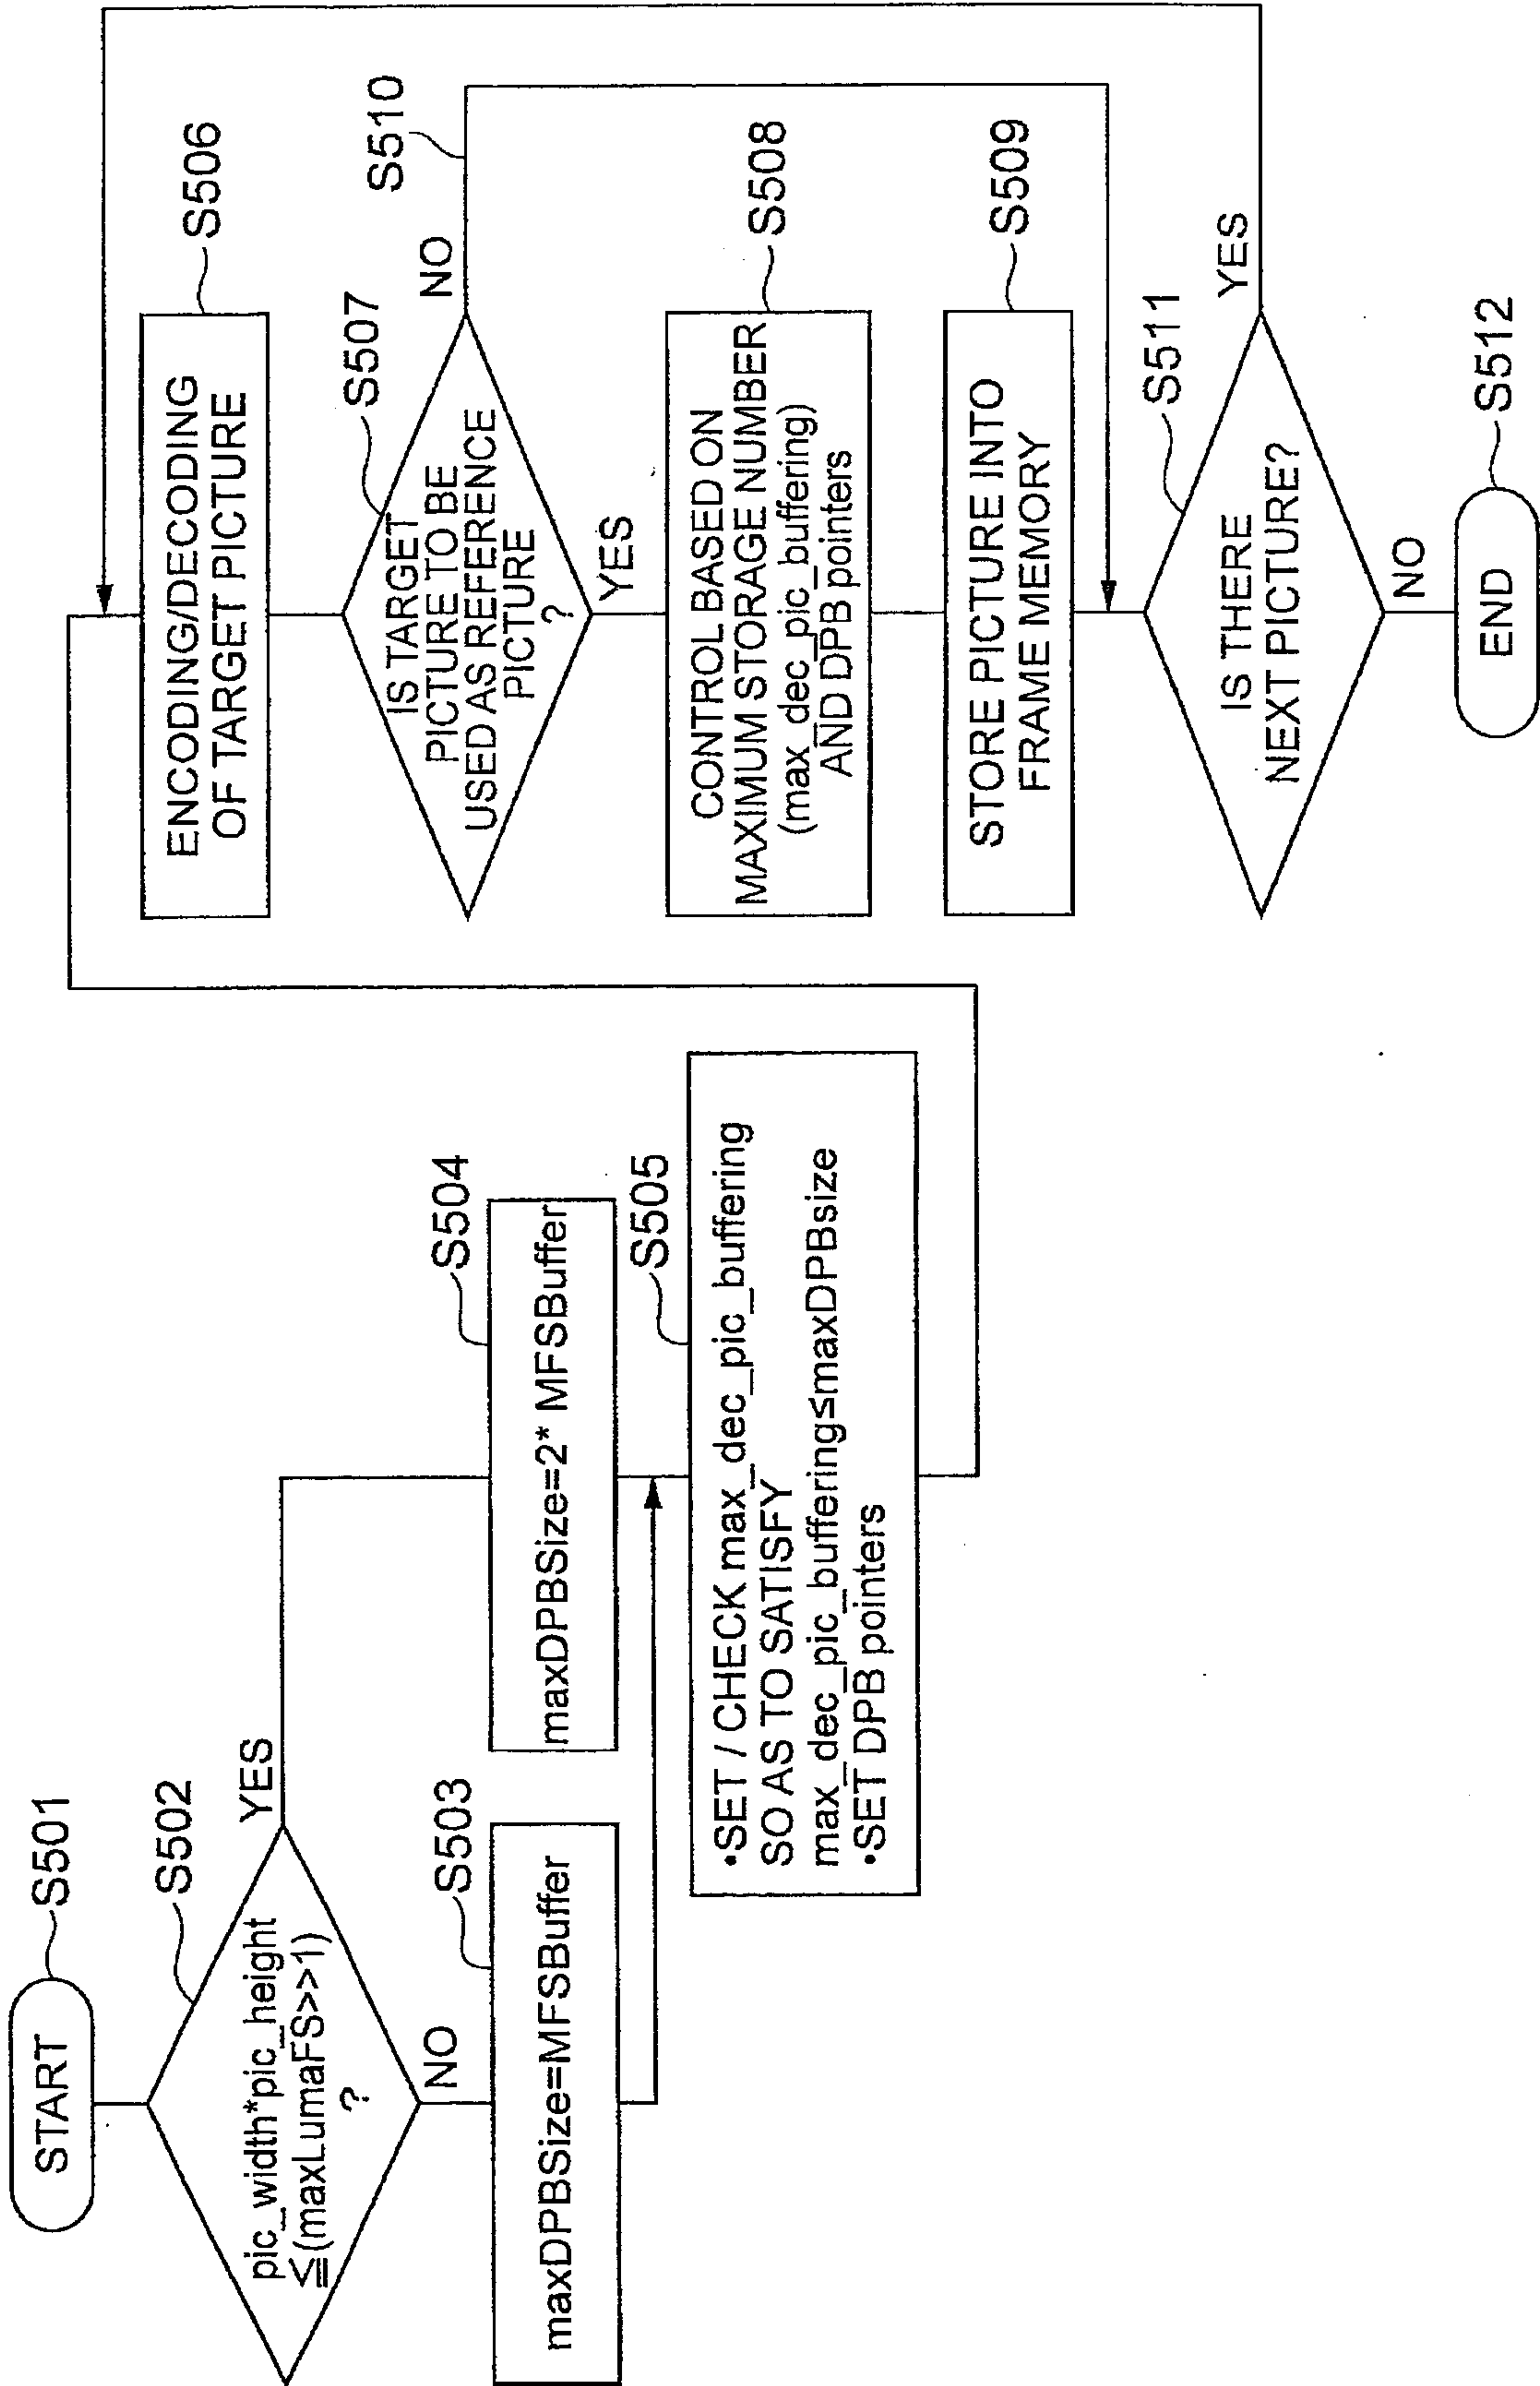 START
S501
pic_width*pic_height
≦(maxLumaFS>>1)
?
S502
YES
NO
maxDPBSize=MFSBuffer
S503
maxDPBSize=2* MFSBuffer
S504
•SET / CHECK max_dec_pic_buffering
SO AS TO SATISFY
max_dec_pic_buffering≤maxDPBsize
•SET DPB pointers
S505
ENCODING/DECODING
OF TARGET PICTURE
S506
IS TARGET
PICTURE TO BE
USED AS REFERENCE
PICTURE
?
S507
NO
S510
YES
CONTROL BASED ON
MAXIMUM STORAGE NUMBER
(max_dec_pic_buffering)
AND DPB pointers
S508
STORE PICTURE INTO
FRAME MEMORY
S509
IS THERE
NEXT PICTURE?
S511
YES
NO
END
S512